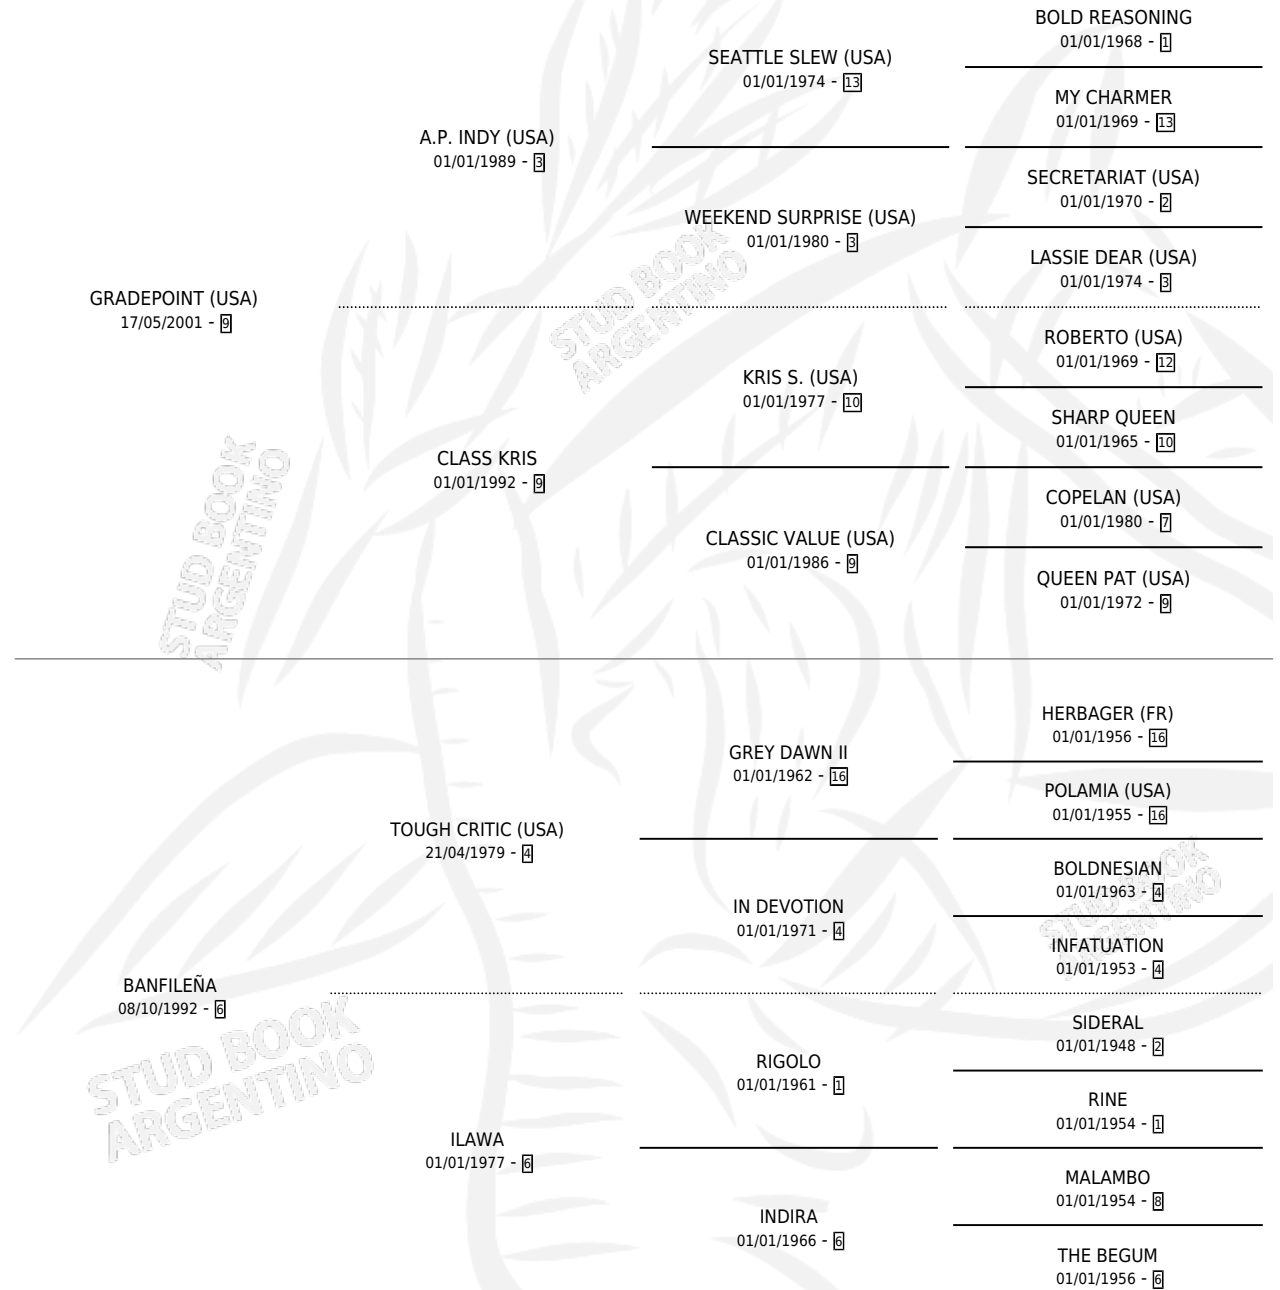 BOLD REASONING
01/01/1968 - 1
SEATTLE SLEW (USA)
01/01/1974 - 13
MY CHARMER
01/01/1969 - 13
A.P. INDY (USA)
01/01/1989 - 3
SECRETARIAT (USA)
01/01/1970 - 2
WEEKEND SURPRISE (USA)
01/01/1980 - 3
LASSIE DEAR (USA)
01/01/1974 - 3
GRADEPOINT (USA)
17/05/2001 - 9
ROBERTO (USA)
01/01/1969 - 12
KRIS S. (USA)
01/01/1977 - 10
SHARP QUEEN
01/01/1965 - 10
CLASS KRIS
01/01/1992 - 9
COPELAN (USA)
01/01/1980 - 7
CLASSIC VALUE (USA)
01/01/1986 - 9
QUEEN PAT (USA)
01/01/1972 - 9
HERBAGER (FR)
01/01/1956 - 16
GREY DAWN II
01/01/1962 - 16
POLAMIA (USA)
01/01/1955 - 16
TOUGH CRITIC (USA)
21/04/1979 - 4
BOLDNESIAN
01/01/1963 - 4
IN DEVOTION
01/01/1971 - 4
INFATUATION
01/01/1953 - 4
BANFILEÑA
08/10/1992 - 6
SIDERAL
01/01/1948 - 2
RIGOLO
01/01/1961 - 1
RINE
01/01/1954 - 1
ILAWA
01/01/1977 - 6
MALAMBO
01/01/1954 - 8
INDIRA
01/01/1966 - 6
THE BEGUM
01/01/1956 - 6
STUD BOOK
ARGENTINO
STUD BOOK
ARGENTINO
STUD BOOK
ARGENTINO
STUD BOOK
ARGENTINO